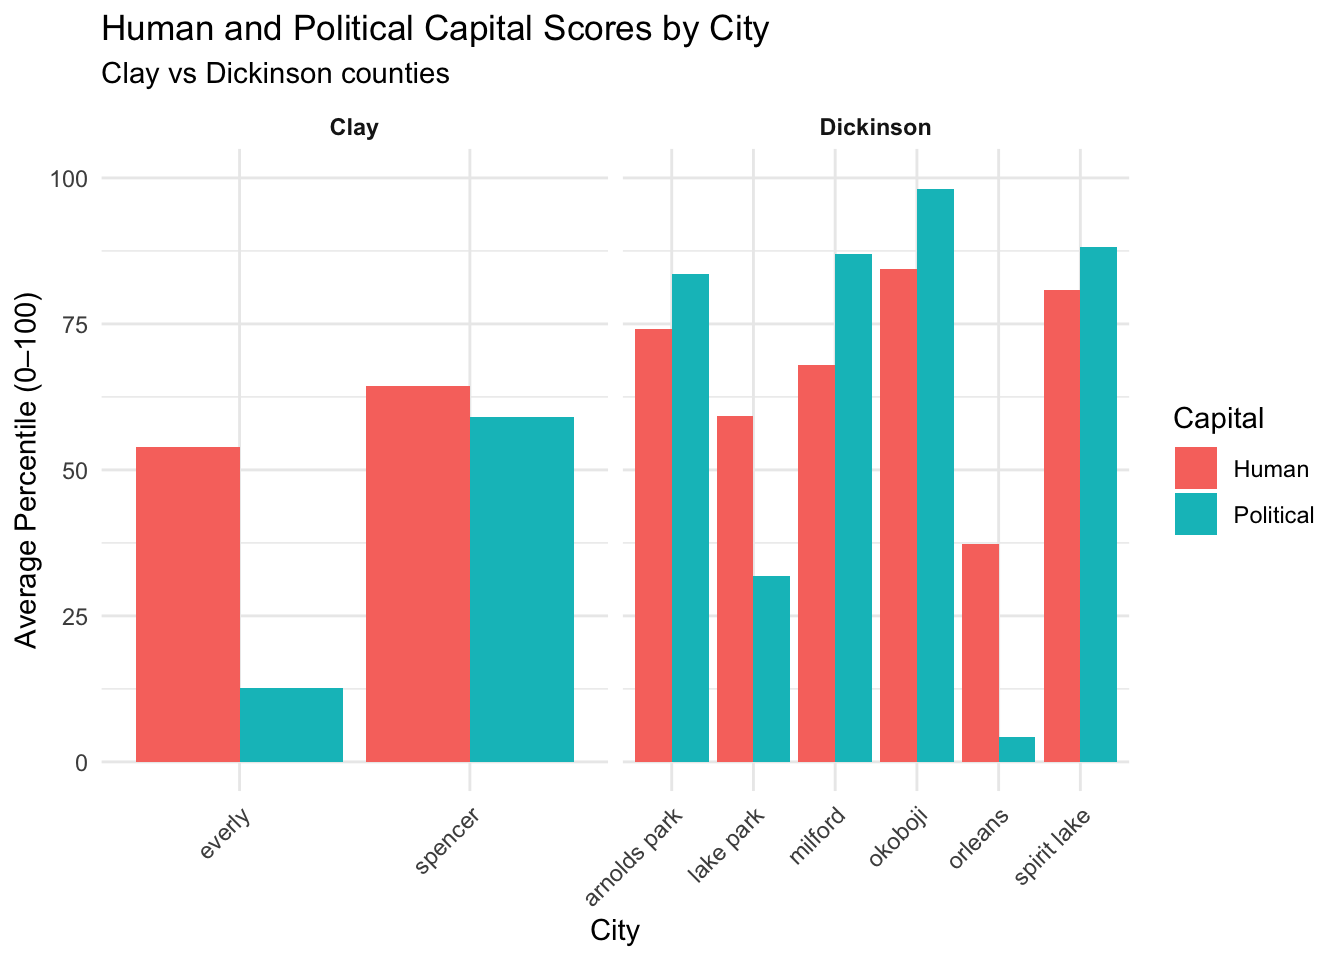 Human and Political Capital Scores by City
Clay vs Dickinson counties
Clay
Dickinson
Average Percentile (0–100)
100
75
50
25
0
everly
spencer
arnolds park
lake park
milford
okoboji
orleans
spirit lake
City
Capital
Human
Political